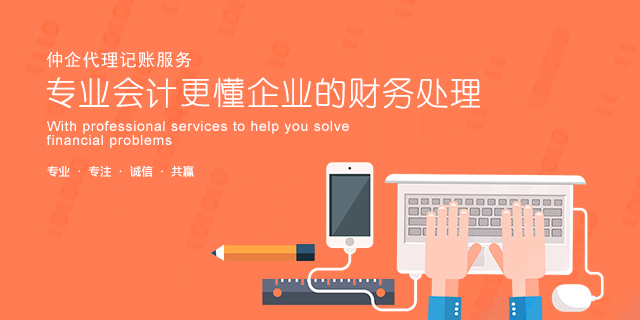 仲企代理记账服务
专业会计更懂企业的财务处理
With professional services to help you solve
financial problems
专业 · 专注 · 诚信 · 共赢